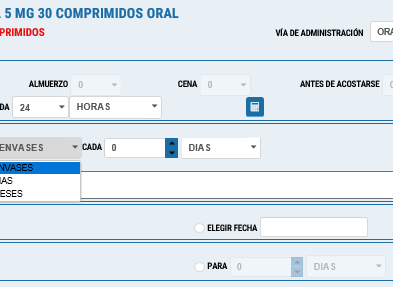 5 MG 30 COMPRIMIDOS ORAL
PRIMIDOS
VÍA DE ADMINISTRACIÓN ORA
ALMUERZO 0 CENA 0 ANTES DE ACOSTARSE 0
DA 24 HORAS
ENVASES CADA 0 DIAS
NVASES
IAS
ESES
ELEGIR FECHA
PARA 0 DIAS